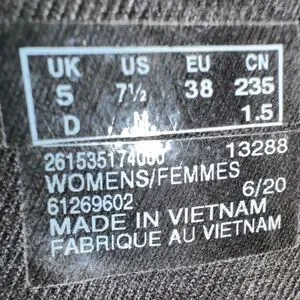 UK US EU CN
5 7½ 38 235
D M 1.5
261535174060 13288
WOMENS/FEMMES
61269602 6/20
MADE IN VIETNAM
FABRIQUE AU VIETNAM